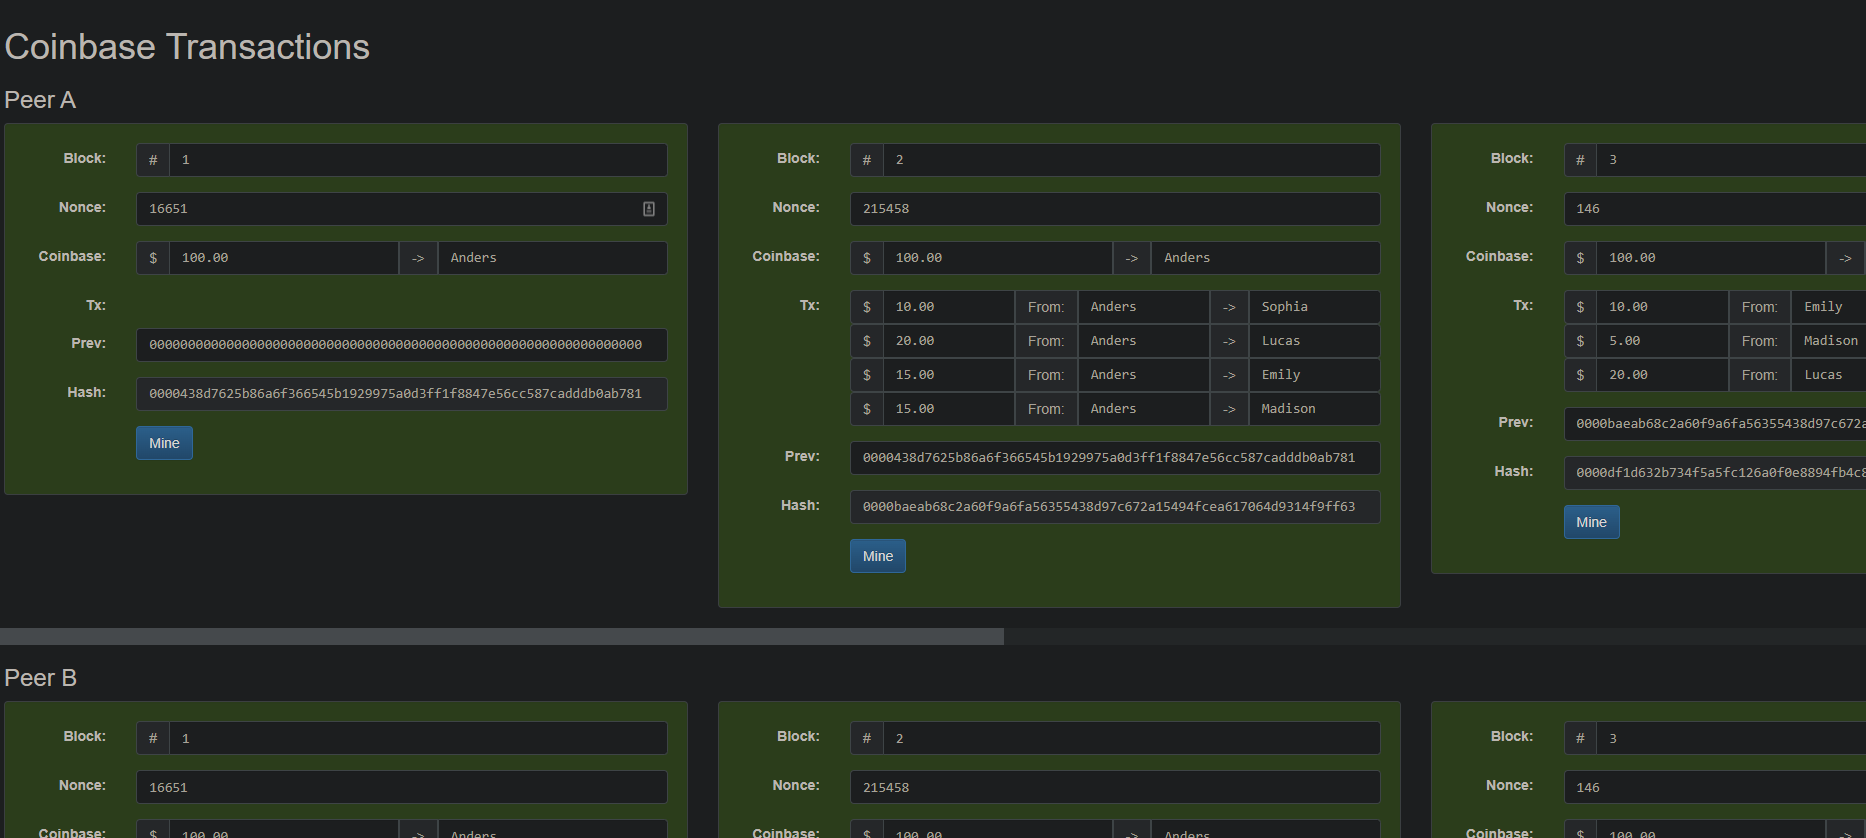 Coinbase Transactions
Peer A
Block: # 1
Nonce: 16651
Coinbase: $ 100.00 -> Anders
Tx:
Prev: 0000000000000000000000000000000000000000000000000000000000000000
Hash: 0000438d7625b86a6f366545b1929975a0d3ff1f8847e56cc587cadddb0ab781
Mine
Block: # 2
Nonce: 215458
Coinbase: $ 100.00 -> Anders
Tx: $ 10.00 From: Anders -> Sophia
$ 20.00 From: Anders -> Lucas
$ 15.00 From: Anders -> Emily
$ 15.00 From: Anders -> Madison
Prev: 0000438d7625b86a6f366545b1929975a0d3ff1f8847e56cc587cadddb0ab781
Hash: 0000baeab68c2a60f9a6fa56355438d97c672a15494fcea617064d9314f9ff63
Mine
Block: # 3
Nonce: 146
Coinbase: $ 100.00 ->
Tx: $ 10.00 From: Emily
$ 5.00 From: Madison
$ 20.00 From: Lucas
Prev: 0000baeab68c2a60f9a6fa56355438d97c672a
Hash: 0000df1d632b734f5a5fc126a0f0e8894fb4c8
Mine
Peer B
Block: # 1
Nonce: 16651
Coinbase: $ 100.00 -> Anders
Block: # 2
Nonce: 215458
Coinbase: $ 100.00 -> Anders
Block: # 3
Nonce: 146
Coinbase: $ 100.00 ->